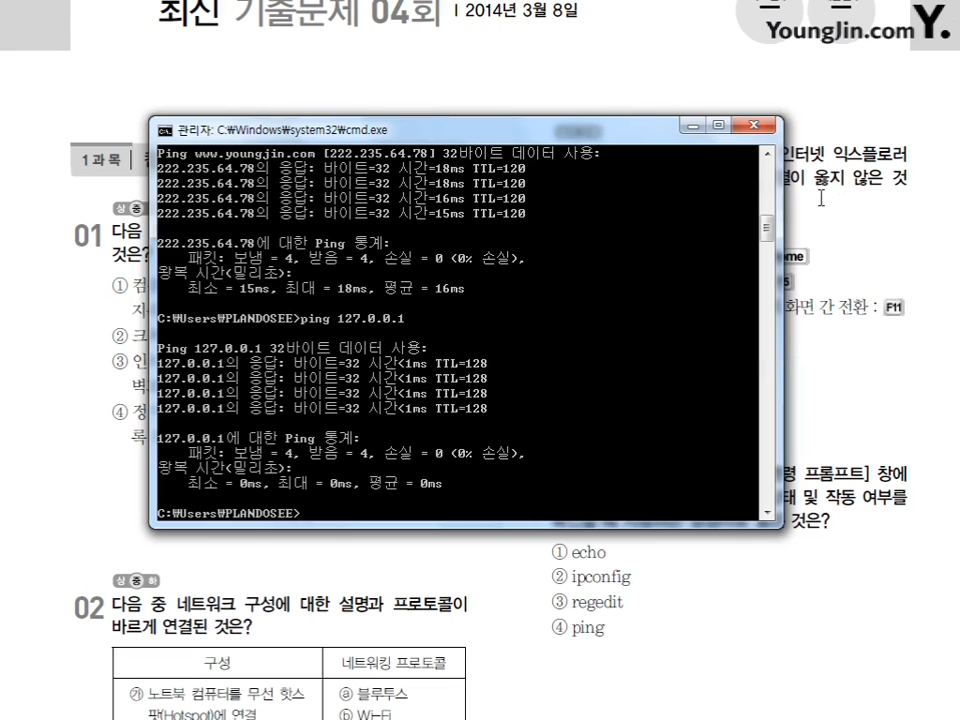 최신 기출문제 04회 | 2014년 3월 8일
YoungJin.com Y.
1과목
상 중
01 다음
것은?
① 컴
지
② 크
③ 인
벽
④ 정
록
관리자: C:\Windows\system32\cmd.exe
Ping www.youngjin.com [222.235.64.78] 32바이트 데이터 사용:
222.235.64.78의 응답: 바이트=32 시간=18ms TTL=120
222.235.64.78의 응답: 바이트=32 시간=18ms TTL=120
222.235.64.78의 응답: 바이트=32 시간=16ms TTL=120
222.235.64.78의 응답: 바이트=32 시간=15ms TTL=120
222.235.64.78에 대한 Ping 통계:
패킷: 보냄 = 4, 받음 = 4, 손실 = 0 (0% 손실),
왕복 시간(밀리초):
최소 = 15ms, 최대 = 18ms, 평균 = 16ms
C:\Users\PLANDOSEE>ping 127.0.0.1
Ping 127.0.0.1 32바이트 데이터 사용:
127.0.0.1의 응답: 바이트=32 시간<1ms TTL=128
127.0.0.1의 응답: 바이트=32 시간<1ms TTL=128
127.0.0.1의 응답: 바이트=32 시간<1ms TTL=128
127.0.0.1의 응답: 바이트=32 시간<1ms TTL=128
127.0.0.1에 대한 Ping 통계:
패킷: 보냄 = 4, 받음 = 4, 손실 = 0 (0% 손실),
왕복 시간(밀리초):
최소 = 0ms, 최대 = 0ms, 평균 = 0ms
C:\Users\PLANDOSEE>
상 중 하
02 다음 중 네트워크 구성에 대한 설명과 프로토콜이
바르게 연결된 것은?
구성 네트워킹 프로토콜
㉮ 노트북 컴퓨터를 무선 핫스 ⓐ 블루투스
팟(Hotspot)에 연결 ⓑ Wi-Fi
인터넷 익스플로러
옳지 않은 것
ome
5
화면 간 전환 : F11
령 프롬프트] 창에
태 및 작동 여부를
것은?
① echo
② ipconfig
③ regedit
④ ping